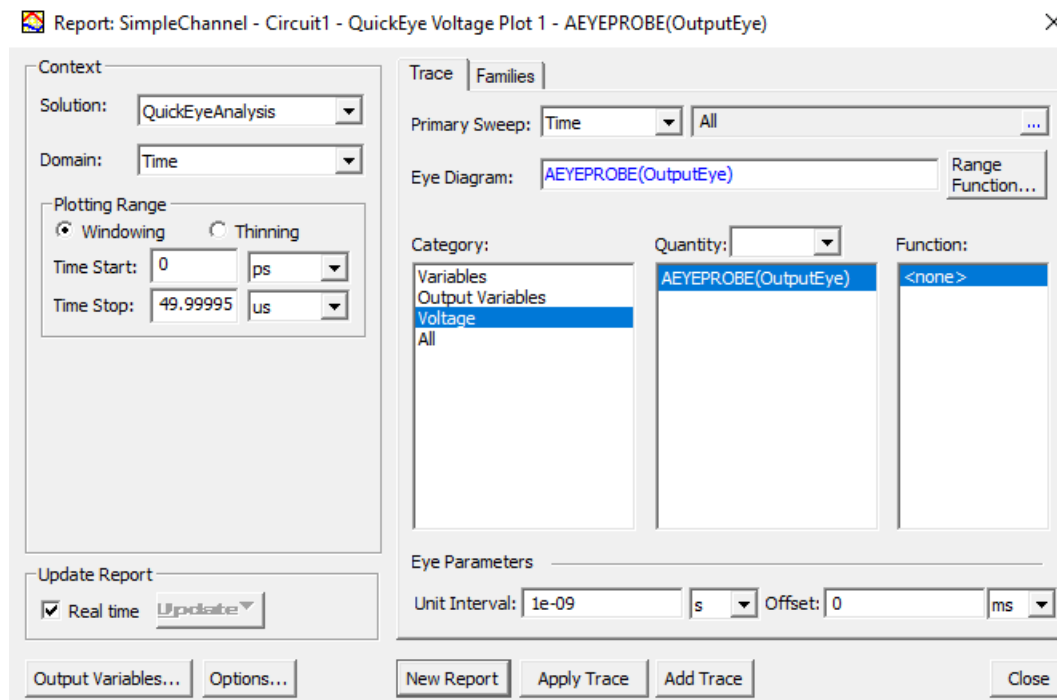 Report: SimpleChannel - Circuit1 - QuickEye Voltage Plot 1 - AEYEPROBE(OutputEye)
Context
Solution: QuickEyeAnalysis
Domain: Time
Plotting Range
Windowing Thinning
Time Start: 0 ps
Time Stop: 49.99995 us
Update Report
Real time Update
Output Variables... Options...
Trace Families
Primary Sweep: Time All ...
Eye Diagram: AEYEPROBE(OutputEye) Range Function...
Category: Quantity: Function:
Variables AEYEPROBE(OutputEye) <none>
Output Variables
Voltage
All
Eye Parameters
Unit Interval: 1e-09 s Offset: 0 ms
New Report Apply Trace Add Trace Close